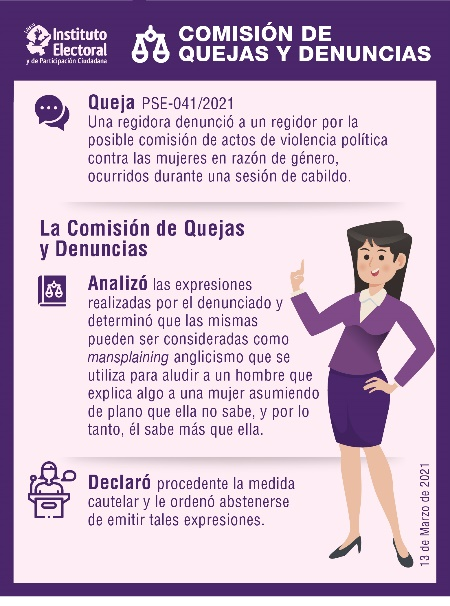 Instituto
Electoral
y de Participación Ciudadana
COMISIÓN DE
QUEJAS Y DENUNCIAS
Queja PSE-041/2021
Una regidora denunció a un regidor por la
posible comisión de actos de violencia política
contra las mujeres en razón de género,
ocurridos durante una sesión de cabildo.
La Comisión de Quejas
y Denuncias
Analizó las expresiones
realizadas por el denunciado y
determinó que las mismas
pueden ser consideradas como
mansplaining anglicismo que se
utiliza para aludir a un hombre que
explica algo a una mujer asumiendo
de plano que ella no sabe, y por lo
tanto, él sabe más que ella.
Declaró procedente la medida
cautelar y le ordenó abstenerse
de emitir tales expresiones.
13 de Marzo de 2021